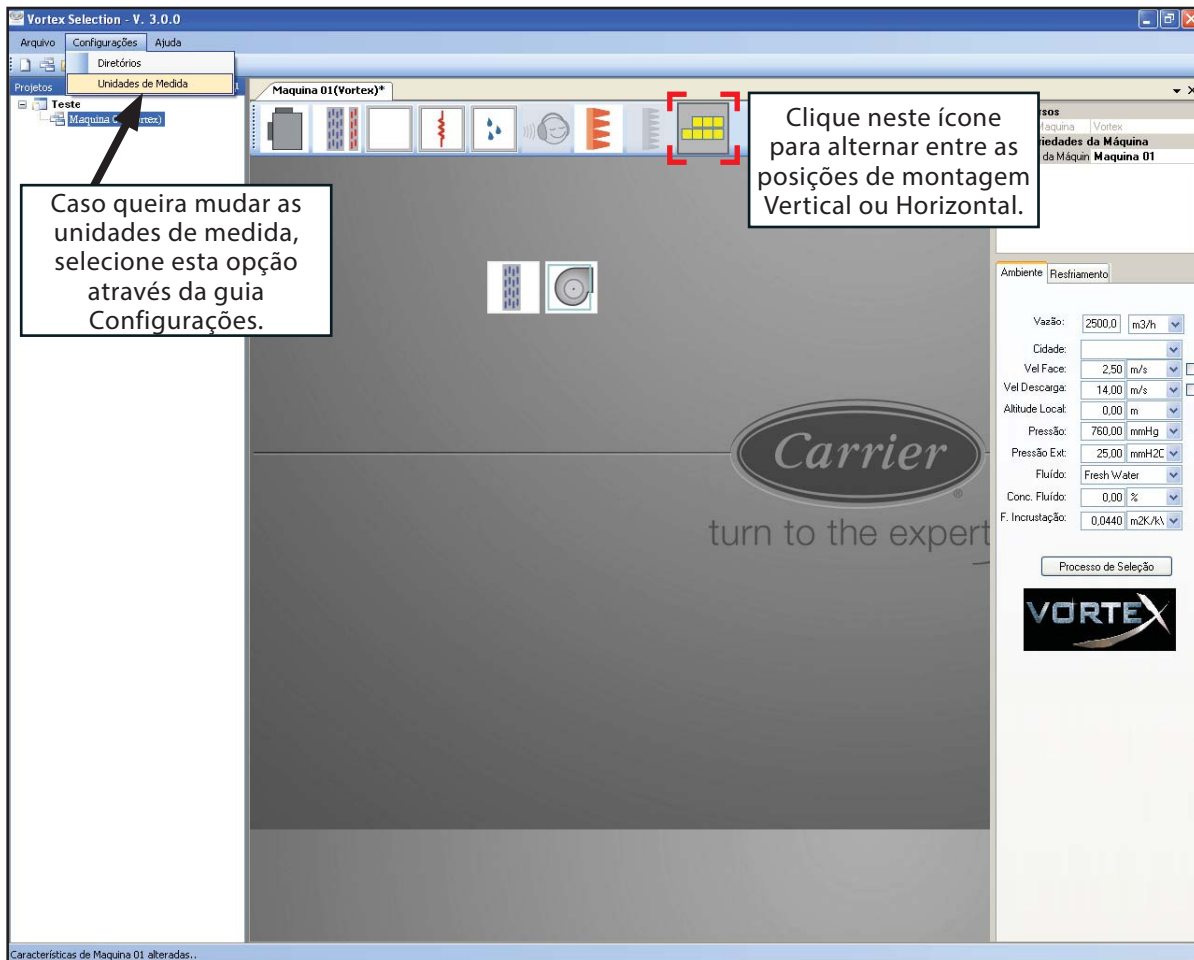 Vortex Selection - V. 3.0.0
Arquivo Configurações Ajuda
Diretórios
Unidades de Medida
Projetos
Teste
Maquina
Maquina 01(Vortex)*
Clique neste ícone
para alternar entre as
posições de montagem
Vertical ou Horizontal.
Caso queira mudar as
unidades de medida,
selecione esta opção
através da guia
Configurações.
Vortex
da Máquina
da Máquin Maquina 01
Ambiente Resfriamento
Vazão: 2500,0 m3/h
Cidade:
Vel Face: 2,50 m/s
Vel Descarga: 14,00 m/s
Altitude Local: 0,00 m
Pressão: 760,00 mmHg
Pressão Ext: 25,00 mmH2C
Fluído: Fresh Water
Conc. Fluído: 0,00 %
F. Incrustação: 0,0440 m2K/k\
Processo de Seleção
VORTEX
Carrier
turn to the expert
Características de Maquina 01 alteradas..